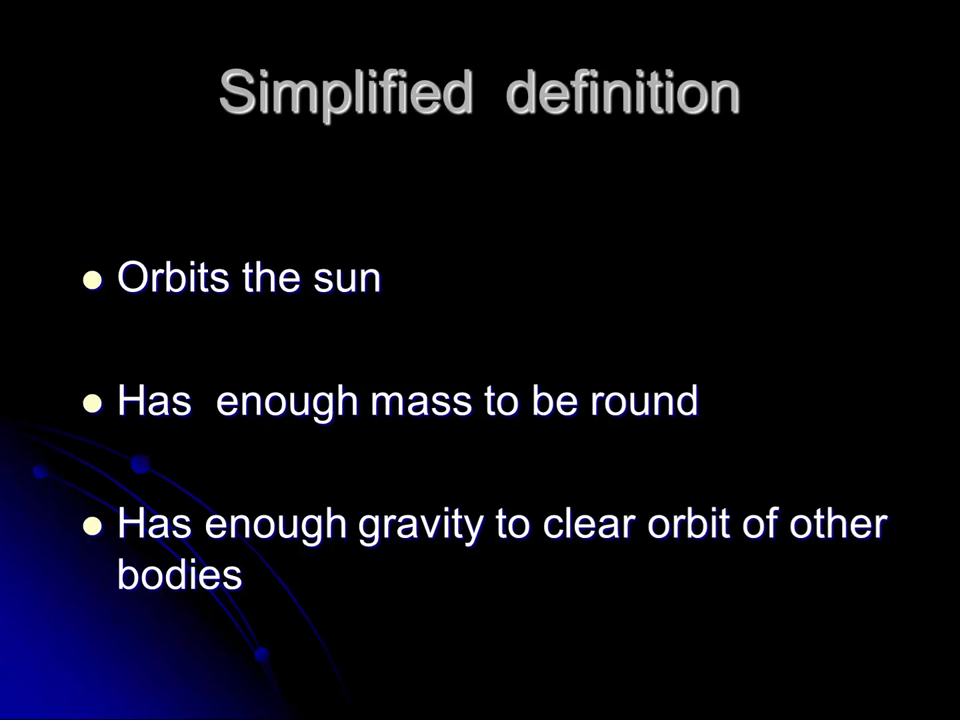 Simplified  definition
Orbits the sun
Has  enough mass to be round
Has enough gravity to clear orbit of other
bodies